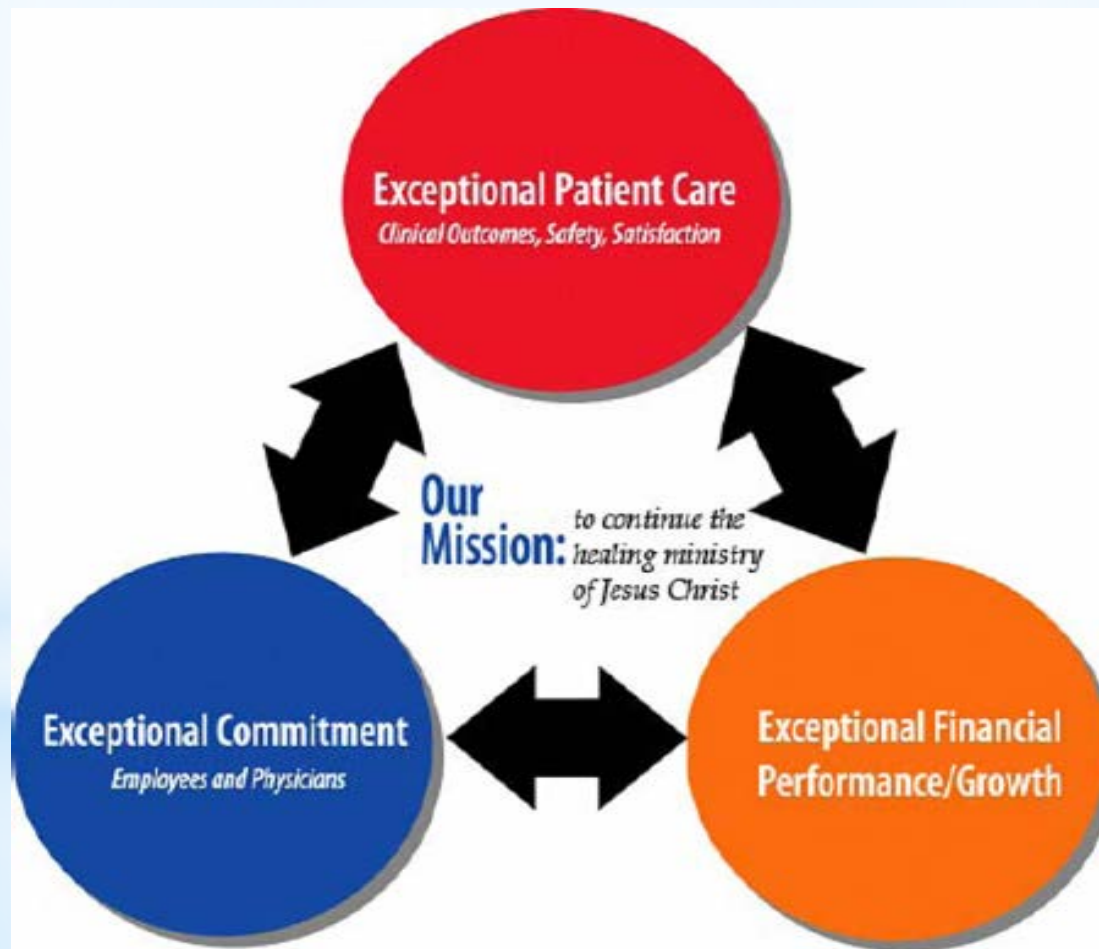 Exceptional Patient Care
Clinical Outcomes, Safety, Satisfaction
Our
Mission:
to continue the
healing ministry
of Jesus Christ
Exceptional Commitment
Employees and Physicians
Exceptional Financial
Performance/Growth